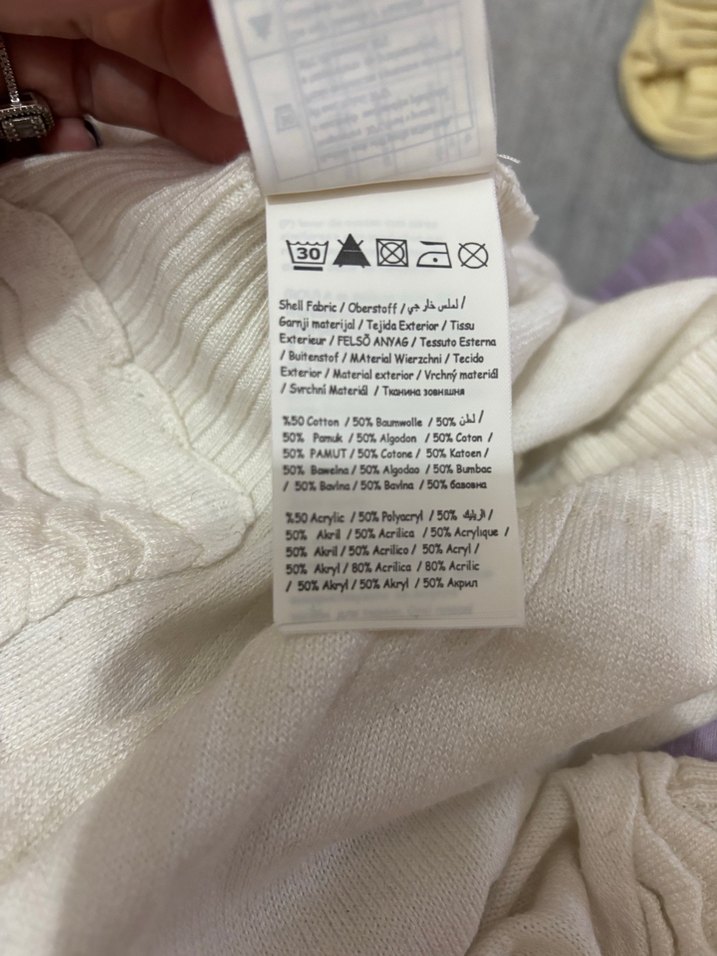 30
Shell Fabric / Oberstoff / لملس خارجي /
Garnji materijal / Tejida Exterior / Tissu
Exterieur / FELSŐ ANYAG / Tessuto Esterna
/ Buitenstof / MAterial Wierzchni / Tecido
Exterior / Material exterior / Vrchný materiál
/ Svrchní Materiál / Тканина зовнішня
%50 Cotton / 50% Baumwolle / 50% لطن /
50% Pamuk / 50% Algodon / 50% Coton /
50% PAMUT / 50% Cotone / 50% Katoen /
50% Bawelna / 50% Algodao / 50% Bumbac
/ 50% Bavlna / 50% Bavlna / 50% бавовна
%50 Acrylic / 50% Polyacryl / 50% /
50% Akril / 50% Acrilica / 50% Acrylique /
50% Akril / 50% Acrilico / 50% Acryl /
50% Akryl / 80% Acrilica / 80% Acrilic
/ 50% Akryl / 50% Akryl / 50% Акрил